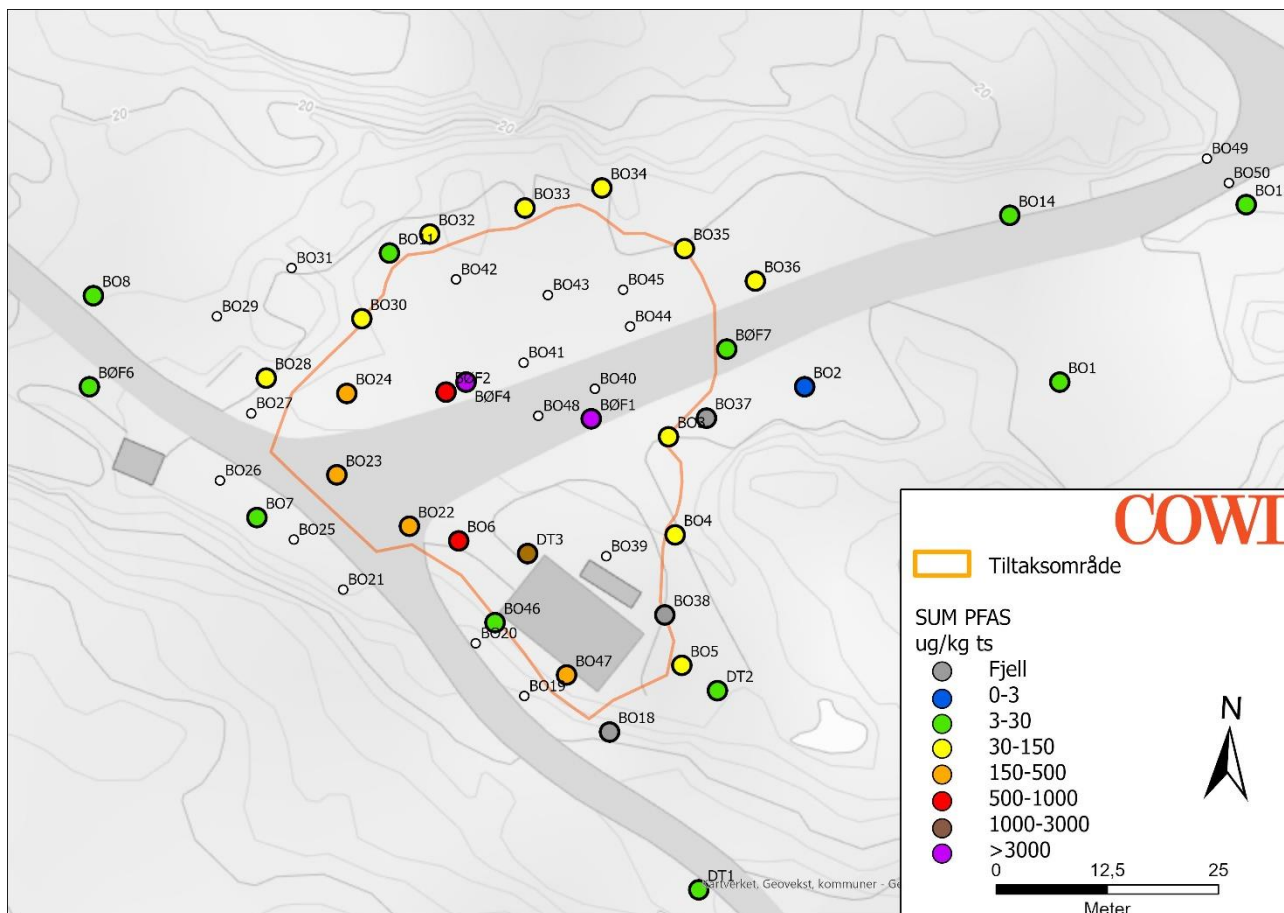 20
20
20
BO49
BO50
BO34
BO33
BO1
BO14
BO32
BO11
BO35
BO31
BO42
BO36
BO45
BO8
BO43
BO29
BO30
BO44
BØF7
BO41
BO28
BØF6
BO24
BØF2
BO40
BO2
BO1
BØF4
BO27
BO48
BØF1
BO37
BO3
BO23
BO26
BO7
BO22
BO4
BO25
BO6
DT3
BO39
BO21
BO46
BO38
BO20
BO47
BO5
BO19
DT2
BO18
DT1
Kartverket, Geovekst, kommuner - Ge
COWI
Tiltaksområde
SUM PFAS
ug/kg ts
Fjell
0-3
3-30
30-150
150-500
500-1000
1000-3000
>3000
N
0 12,5 25
Meter